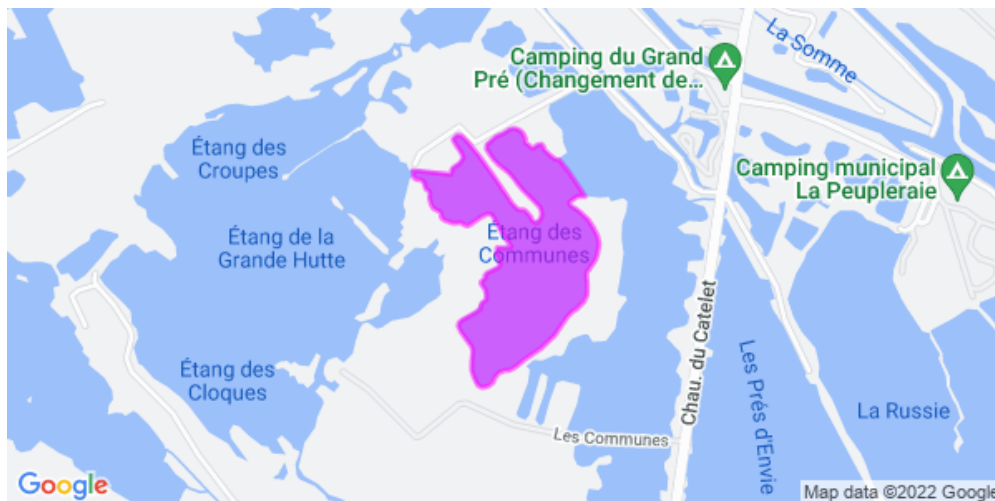 La Somme
Camping du Grand
Pré (Changement de...
Étang des
Croupes
Camping municipal
La Peupleraie
Étang de la
Grande Hutte
Étang des
Communes
Chau. du Catelet
Étang des
Cloques
Les Prés d'Envie
La Russie
Les Communes
Google
Map data ©2022 Google